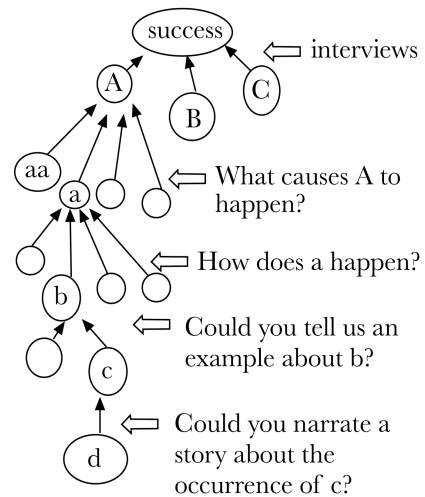 success
interviews
A
B
C
aa
a
What causes A to
happen?
How does a happen?
b
Could you tell us an
example about b?
c
Could you narrate a
story about the
occurrence of c?
d